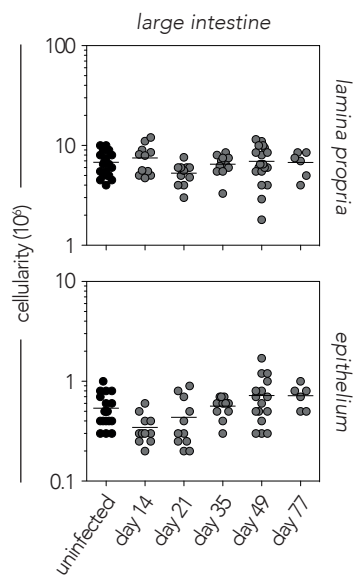 large intestine
100
10
1
lamina propria
cellularity (10⁶)
10
1
0.1
epithelium
uninfected
day 14
day 21
day 35
day 49
day 77